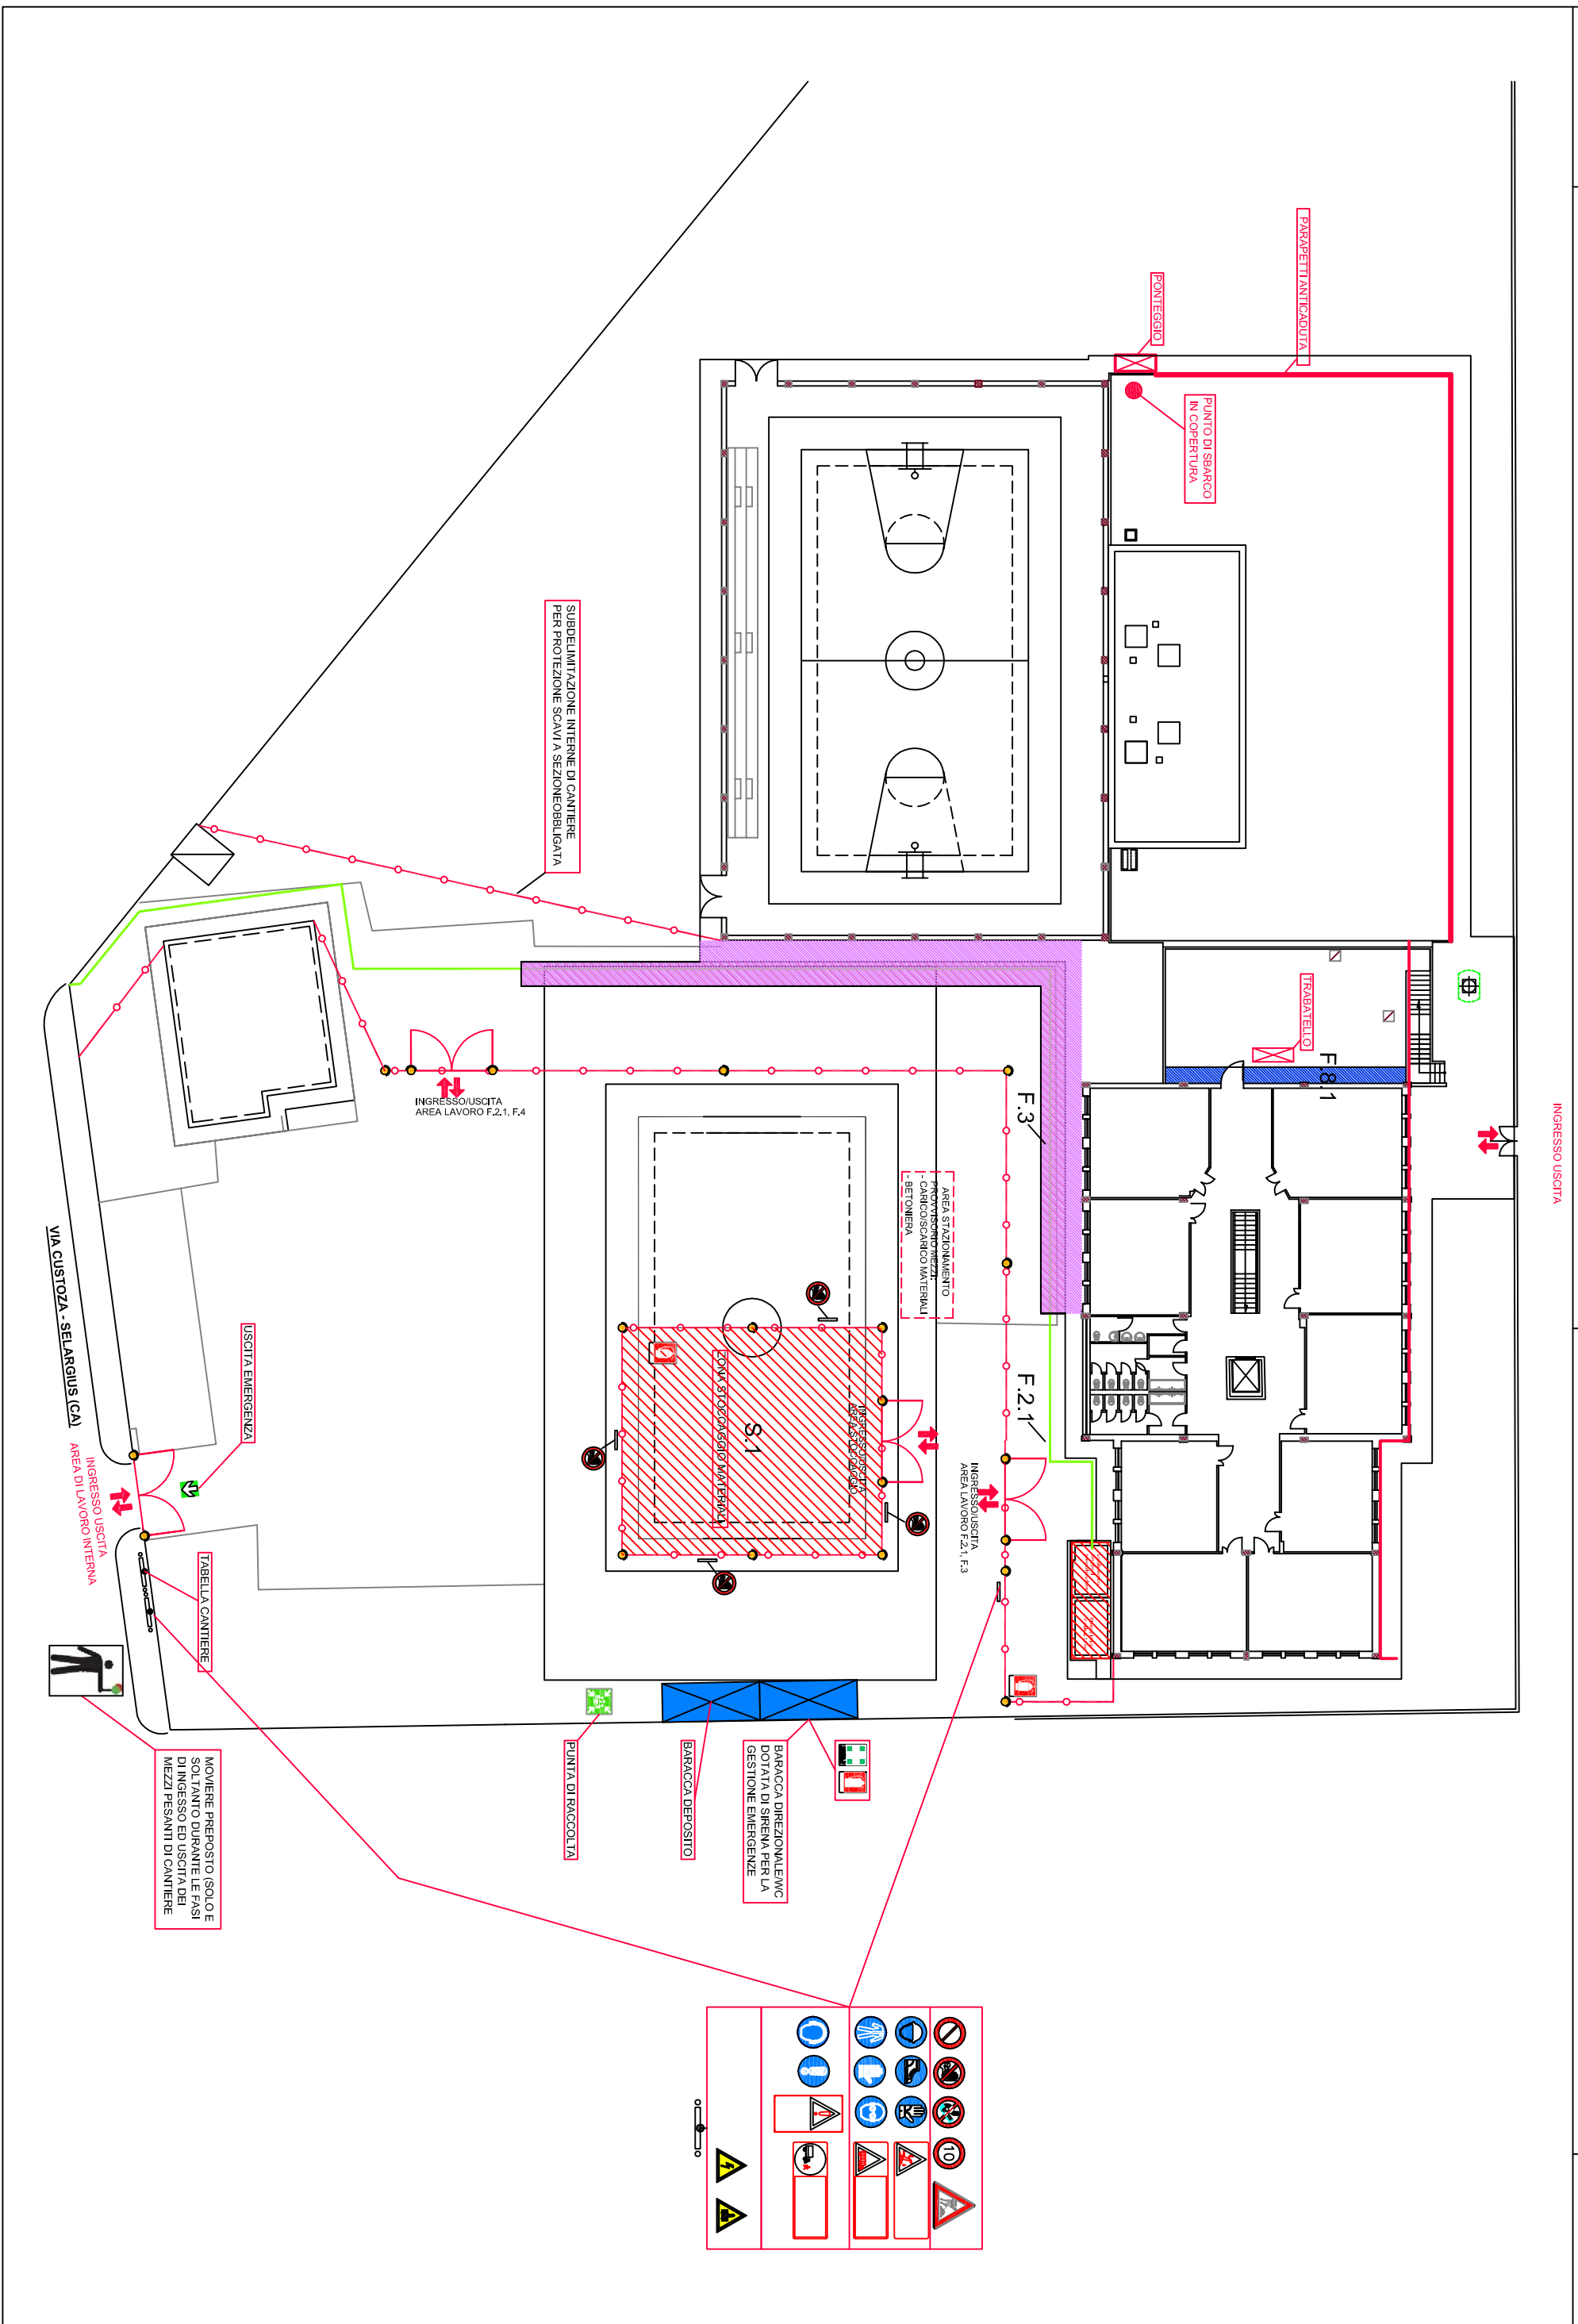 INGRESSO USCITA
PARAPETTI ANTICADUTA
PONTEGGIO
PUNTO DI SBARCO
IN COPERTURA
TRABATELLO
F.8.1
SUBDELIMITAZIONE INTERNE DI CANTIERE
PER PROTEZIONE SCAVI A SEZIONEOBBLIGATA
F.3
INGRESSO/USCITA
AREA LAVORO F.2.1, F.4
AREA STAZIONAMENTO
PROVVISORIO MEZZI:
- CARICO/SCARICO MATERIALI
- BETONIERA
F.2.1
INGRESSO/USCITA
AREA STOCCAGGIO
S.1
ZONA STOCCAGGIO MATERIALI
INGRESSO/USCITA
AREA LAVORO F.2.1, F.3
VIA CUSTOZA - SELARGIUS (CA)
USCITA EMERGENZA
INGRESSO USCITA
AREA DI LAVORO INTERNA
TABELLA CANTIERE
BARACCA DIREZIONALE/WC
DOTATA DI SIRENA PER LA
GESTIONE EMERGENZE
BARACCA DEPOSITO
PUNTA DI RACCOLTA
MOVIERE PREPOSTO (SOLO E
SOLTANTO DURANTE LE FASI
DI INGESSO ED USCITA DEI
MEZZI PESANTI DI CANTIERE
10